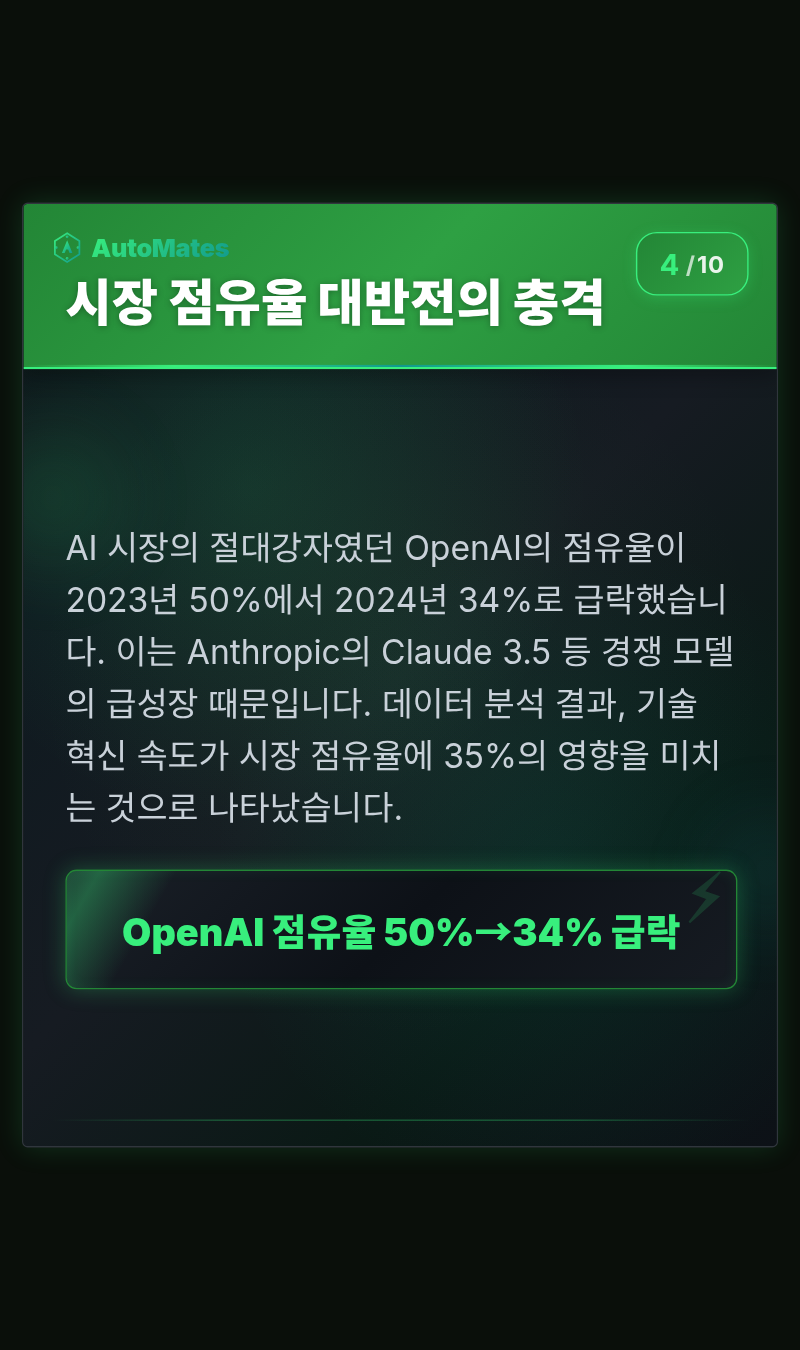 AutoMates
4 /10
시장 점유율 대반전의 충격
AI 시장의 절대강자였던 OpenAI의 점유율이
2023년 50%에서 2024년 34%로 급락했습니
다. 이는 Anthropic의 Claude 3.5 등 경쟁 모델
의 급성장 때문입니다. 데이터 분석 결과, 기술
혁신 속도가 시장 점유율에 35%의 영향을 미치
는 것으로 나타났습니다.
OpenAI 점유율 50%→34% 급락